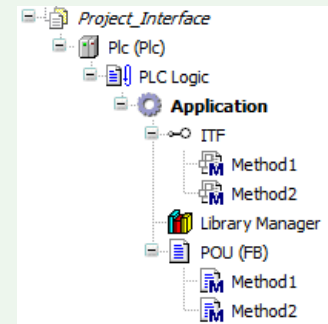 Project_Interface
Plc (Plc)
PLC Logic
Application
ITF
Method1
Method2
Library Manager
POU (FB)
Method1
Method2